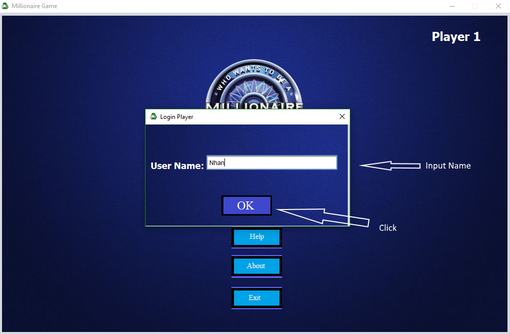 Millionaire Game
Player 1
WHO WANTS TO BE A
MILLIONAIRE
Login Player
User Name: Nhan
Input Name
OK
Click
Help
About
Exit